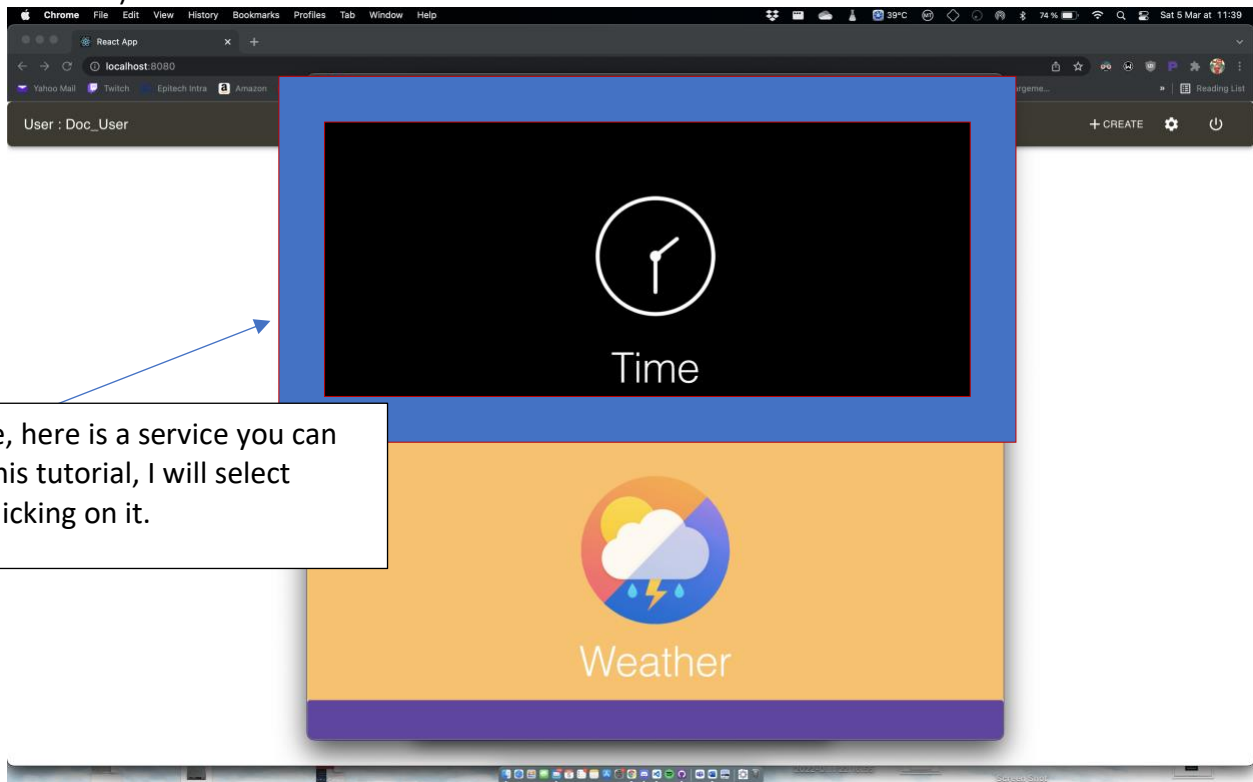 Chrome File Edit View History Bookmarks Profiles Tab Window Help 39°C 74 % Sat 5 Mar at 11:39
React App
localhost:8080
Yahoo Mail Twitch Epitech Intra Amazon Reading List
User : Doc_User + CREATE
Time
, here is a service you can
tutorial, I will select
on it.
Weather